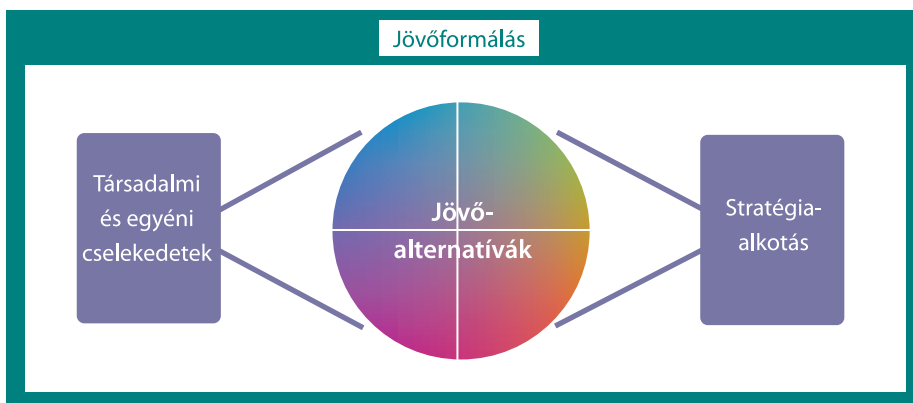 Jövőformálás
Társadalmi
és egyéni
cselekedetek
Jövő-
alternatívák
Stratégia-
alkotás